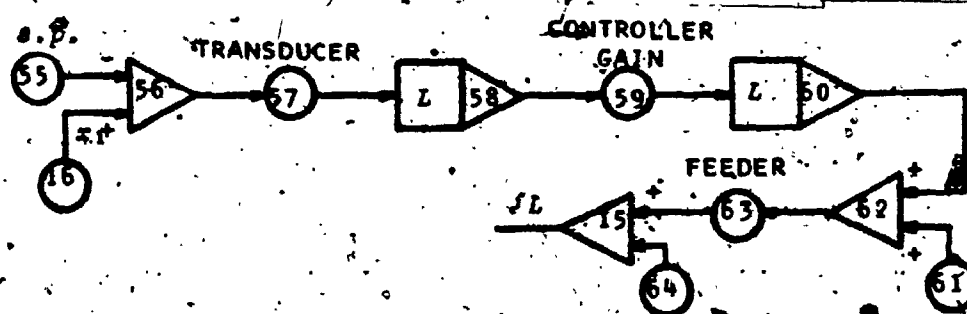 s.p.
CONTROLLER
TRANSDUCER
GAIN
55
56
57
L 58
59
L 60
16
FEEDER
+
62
63
+
15
+
61
64